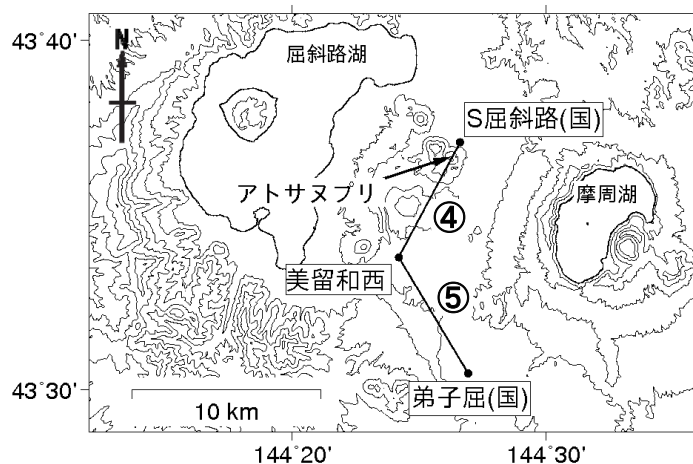 43°40'
N
屈斜路湖
S屈斜路(国)
アトサヌプリ
摩周湖
④
美留和西
⑤
43°30'
10 km
弟子屈(国)
144°20'
144°30'